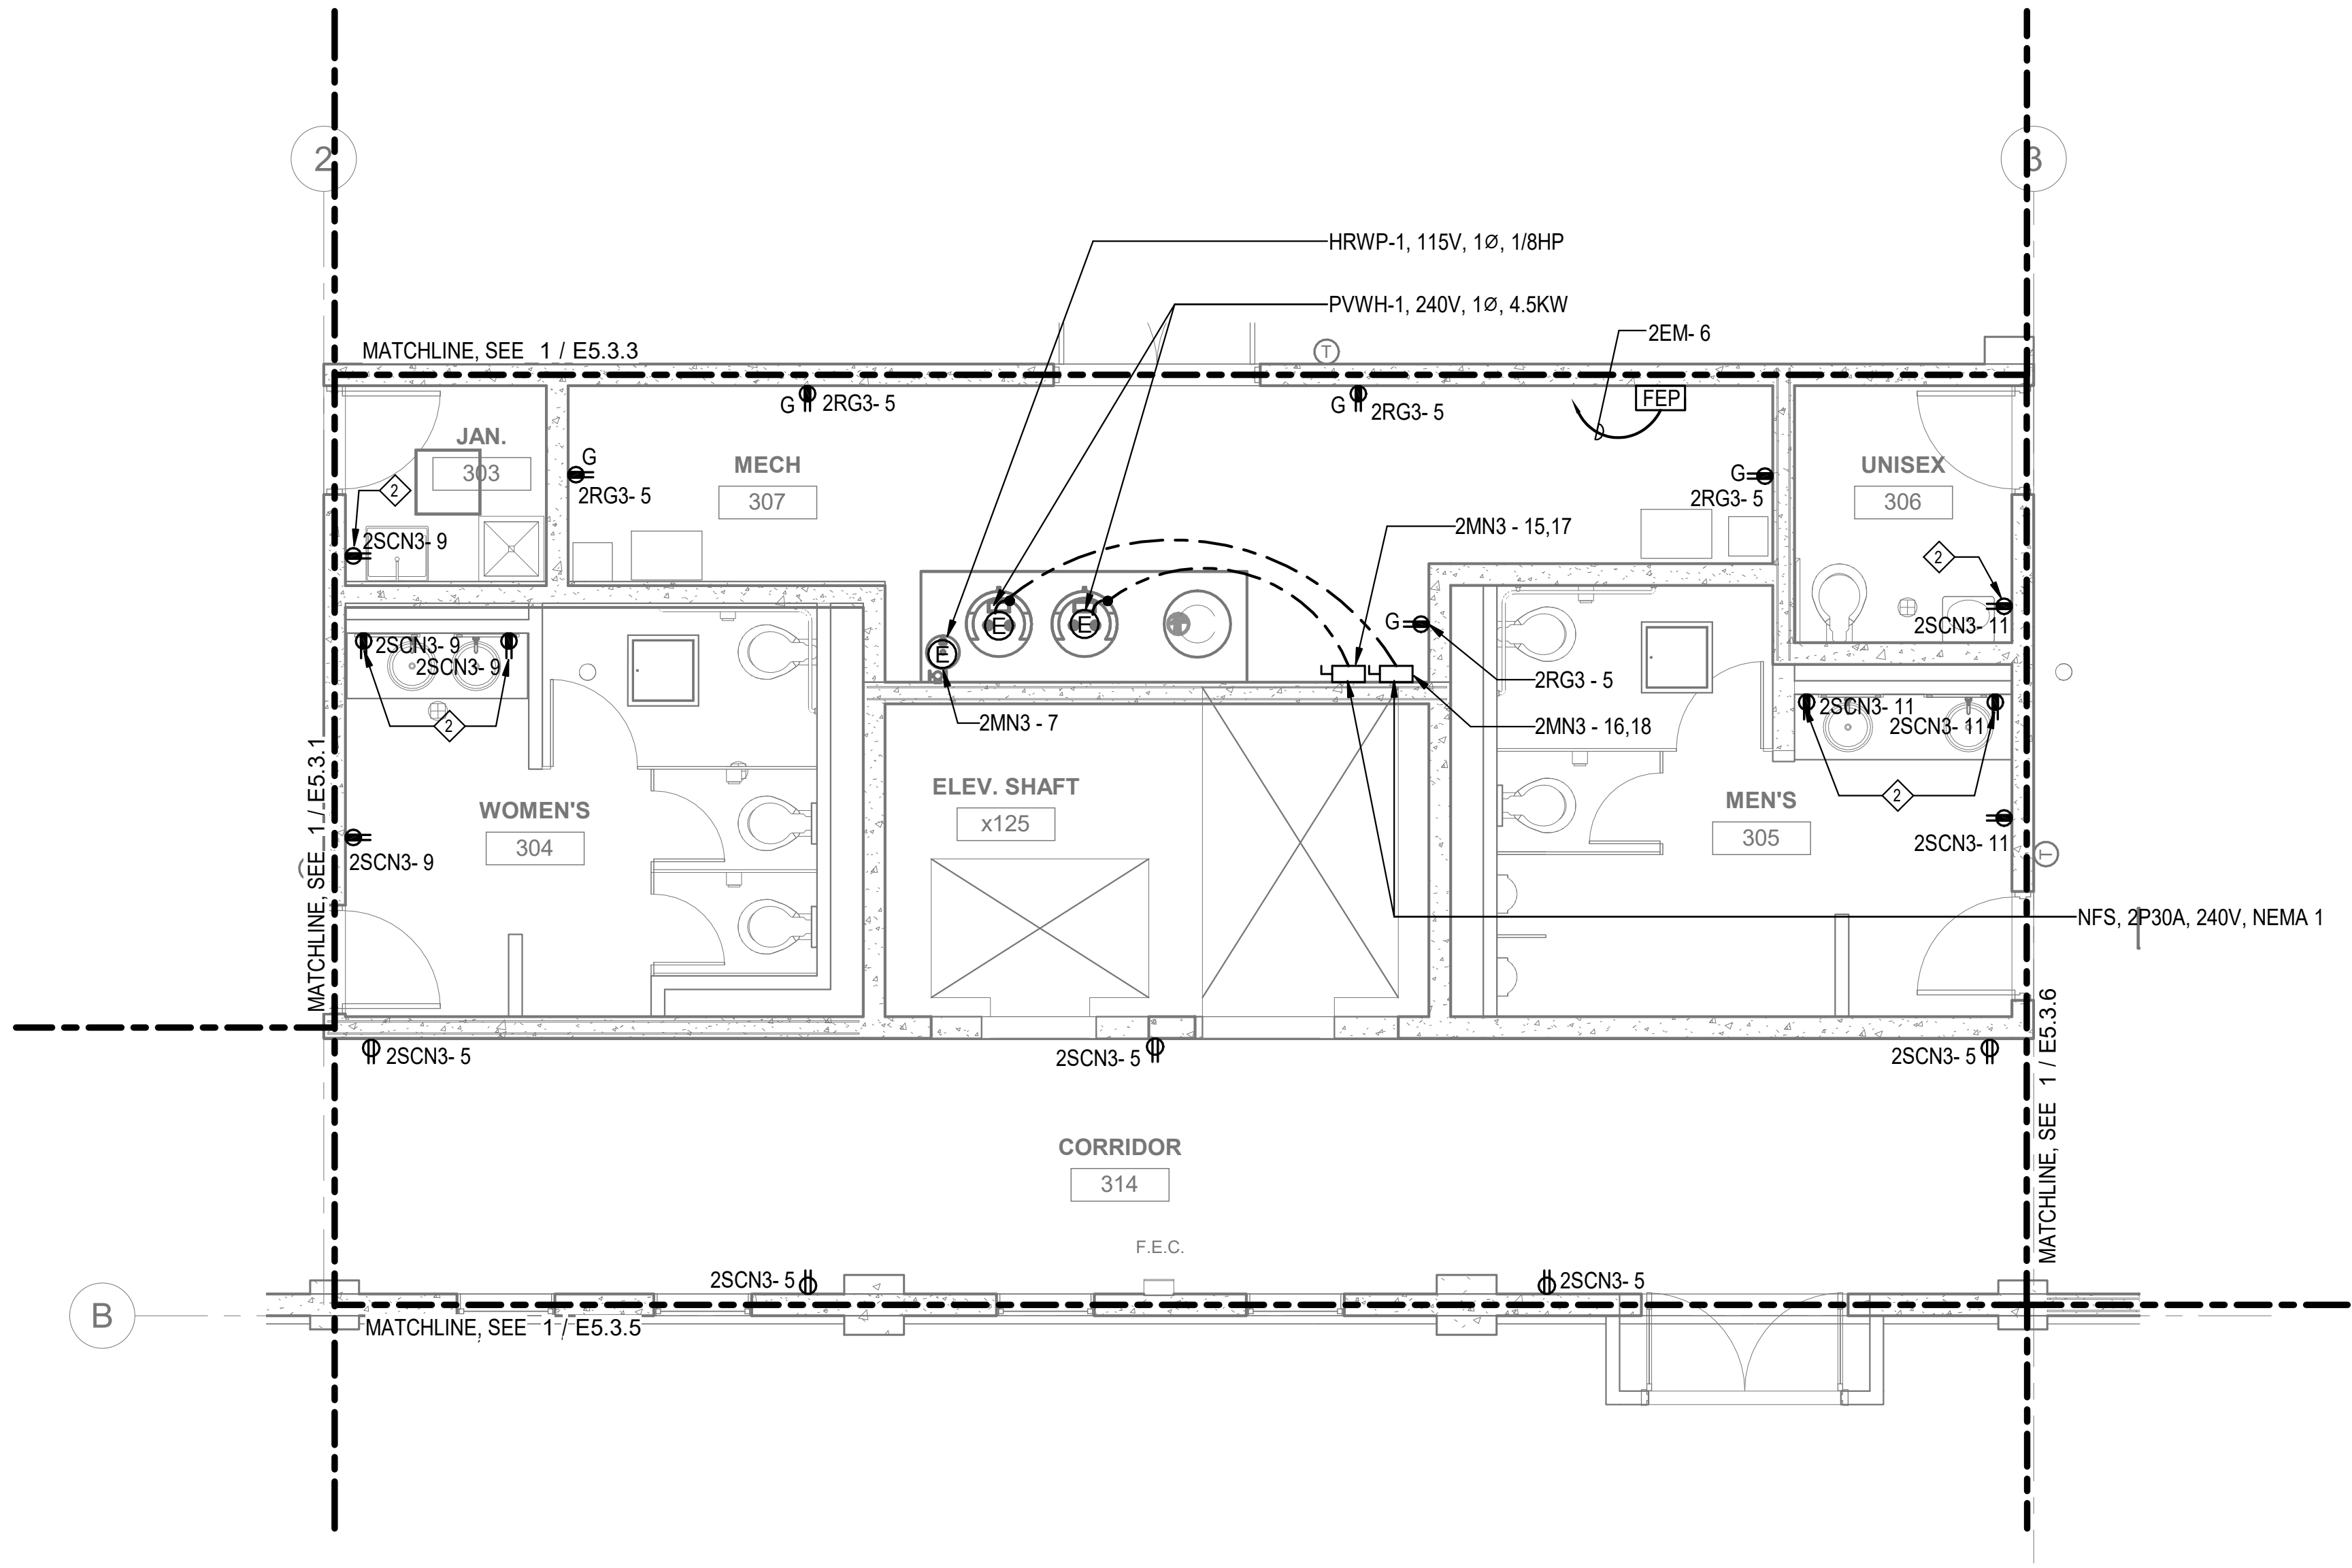 2
3
HRWP-1, 115V, 1Ø, 1/8HP
PVWH-1, 240V, 1Ø, 4.5KW
2EM- 6
MATCHLINE, SEE 1 / E5.3.3
T
FEP
G 2RG3- 5
G 2RG3- 5
JAN.
303
G
2RG3- 5
MECH
307
G
2RG3- 5
UNISEX
306
2
2SCN3- 9
2MN3 - 15,17
2
2SCN3- 11
2SCN3- 9
2SCN3- 9
2
E
E
E
G
2RG3 - 5
2MN3 - 7
2MN3 - 16,18
2SCN3- 11
2SCN3- 11
2
MATCHLINE, SEE 1 / E5.3.1
WOMEN'S
304
ELEV. SHAFT
x125
MEN'S
305
2SCN3- 9
2SCN3- 11
T
NFS, 2P30A, 240V, NEMA 1
2SCN3- 5
2SCN3- 5
2SCN3- 5
MATCHLINE, SEE 1 / E5.3.6
CORRIDOR
314
F.E.C.
2SCN3- 5
2SCN3- 5
B
MATCHLINE, SEE 1 / E5.3.5